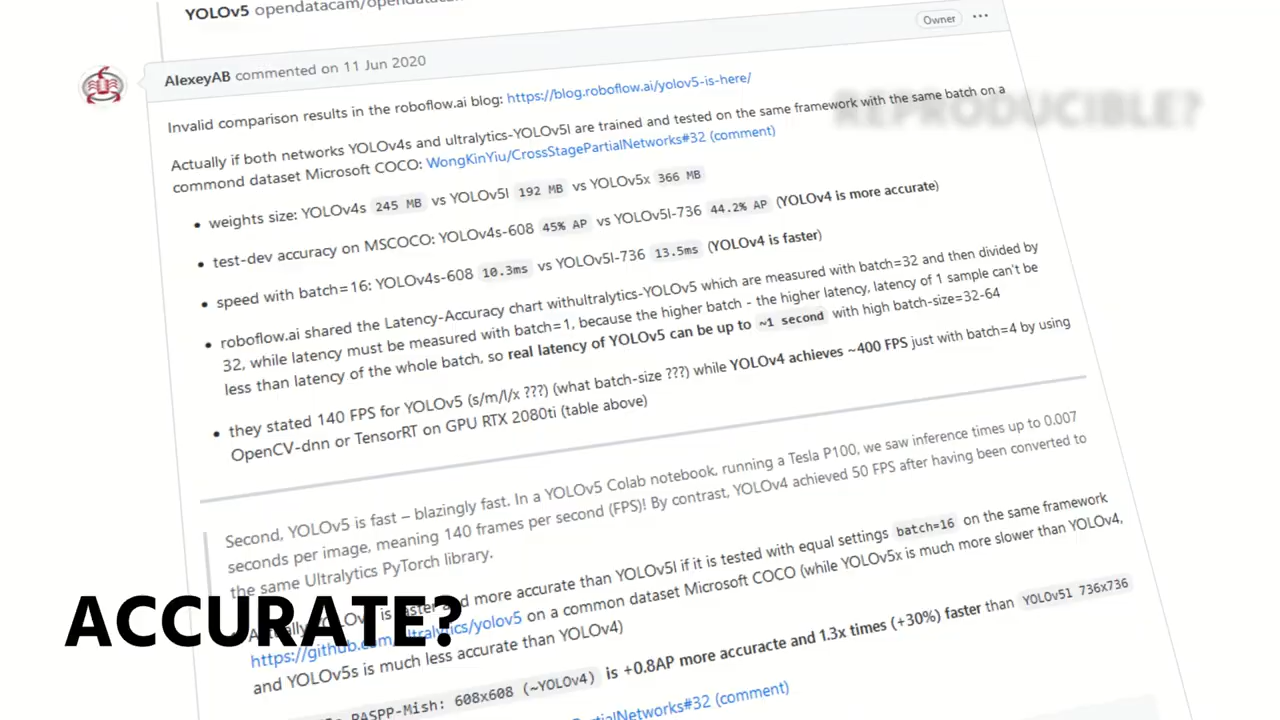 YOLOv5 opendatacam/opendatacam
Owner
AlexeyAB commented on 11 Jun 2020
REPRODUCIBLE?
Invalid comparison results in the roboflow.ai blog: https://blog.roboflow.ai/yolov5-is-here/
Actually if both networks YOLOv4s and ultralytics-YOLOv5l are trained and tested on the same framework with the same batch on a
commond dataset Microsoft COCO: WongKinYiu/CrossStagePartialNetworks#32 (comment)
• weights size: YOLOv4s 245 MB vs YOLOv5l 192 MB vs YOLOv5x 366 MB
• test-dev accuracy on MSCOCO: YOLOv4s-608 45% AP vs YOLOv5l-736 44.2% AP (YOLOv4 is more accurate)
• speed with batch=16: YOLOv4s-608 10.3ms vs YOLOv5l-736 13.5ms (YOLOv4 is faster)
• roboflow.ai shared the Latency-Accuracy chart withultralytics-YOLOv5 which are measured with batch=32 and then divided by
32, while latency must be measured with batch=1, because the higher batch - the higher latency, latency of 1 sample can't be
less than latency of the whole batch, so real latency of YOLOv5 can be up to ~1 second with high batch-size=32-64
• they stated 140 FPS for YOLOv5 (s/m/l/x ???) (what batch-size ???) while YOLOv4 achieves ~400 FPS just with batch=4 by using
OpenCV-dnn or TensorRT on GPU RTX 2080ti (table above)
Second, YOLOv5 is fast – blazingly fast. In a YOLOv5 Colab notebook, running a Tesla P100, we saw inference times up to 0.007
seconds per image, meaning 140 frames per second (FPS)! By contrast, YOLOv4 achieved 50 FPS after having been converted to
the same Ultralytics PyTorch library.
Actually YOLOv4 is faster and more accurate than YOLOv5l if it is tested with equal settings batch=16 on the same framework
https://github.com/ultralytics/yolov5 on a common dataset Microsoft COCO (while YOLOv5x is much more slower than YOLOv4,
and YOLOv5s is much less accurate than YOLOv4)
ACCURATE?
PASPP-Mish: 608x608 (~YOLOv4) is +0.8AP more accuracte and 1.3x times (+30%) faster than YOLOv5l 736x736
PartialNetworks#32 (comment)